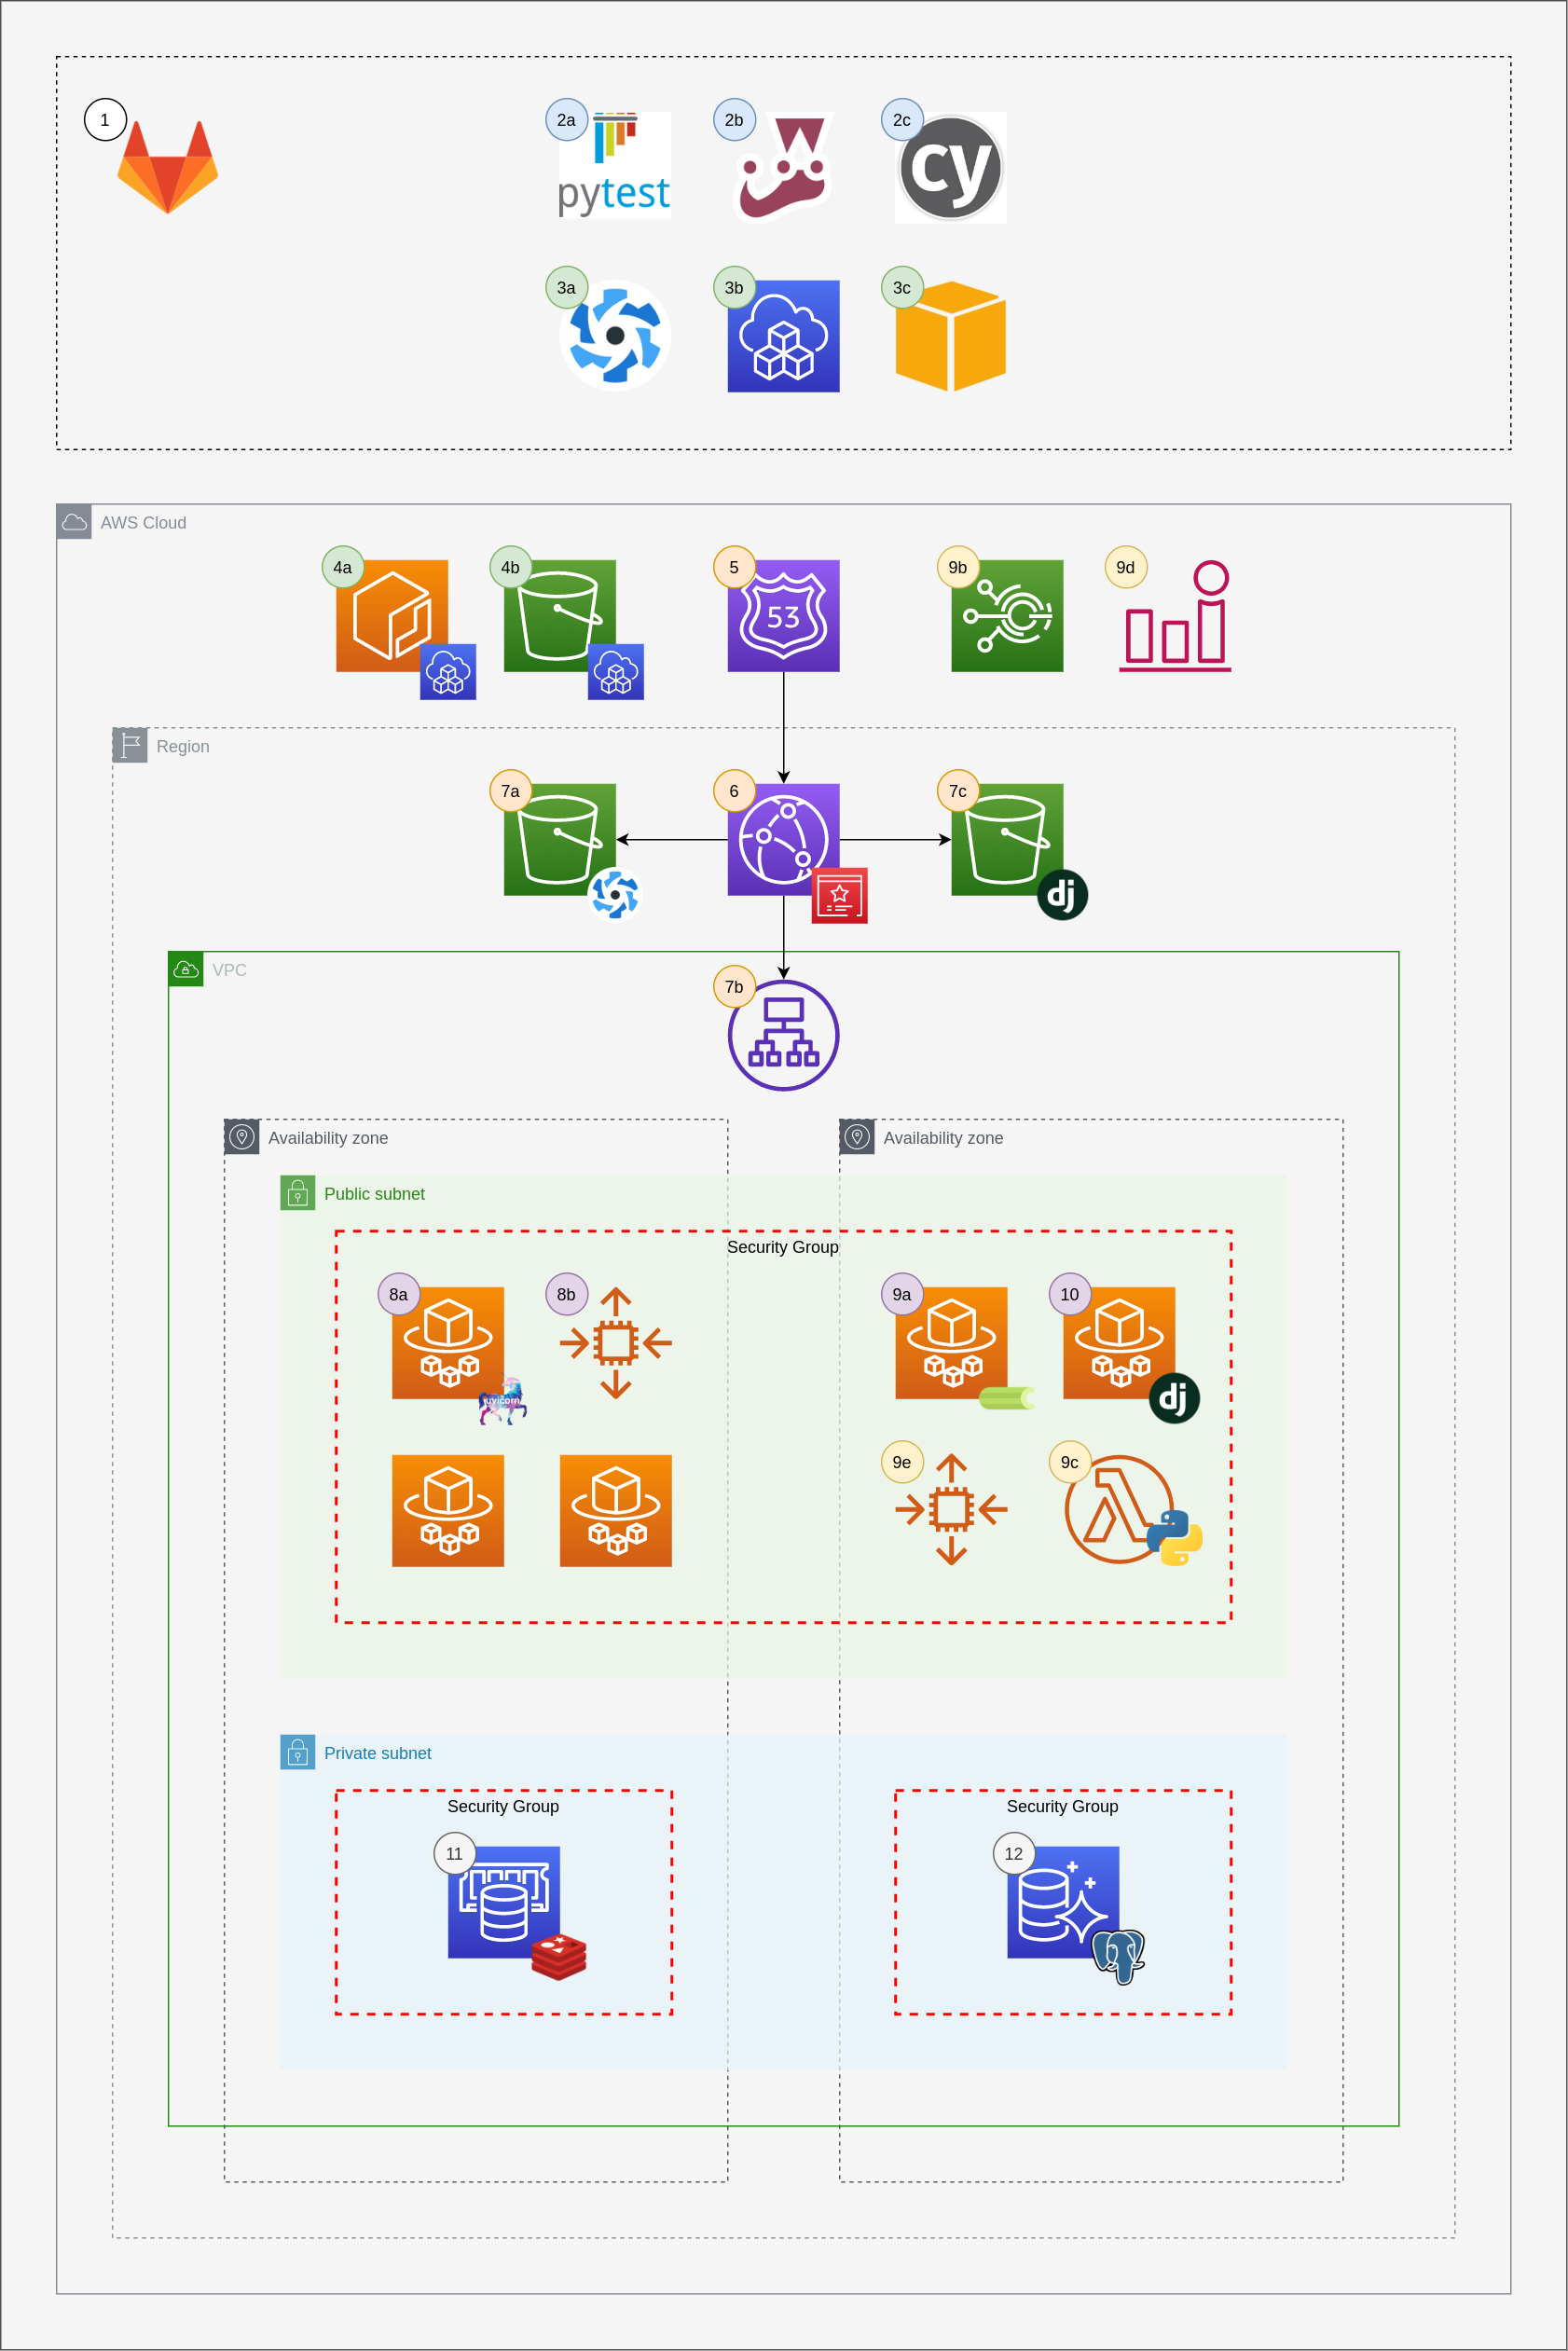 1
2a
2b
2c
pytest
cy
3a
3b
3c
AWS Cloud
4a
4b
5
53
9b
9d
Region
7a
6
7c
dj
VPC
7b
Availability zone
Availability zone
Public subnet
Security Group
8a
8b
9a
10
uvicorn
dj
9e
9c
Private subnet
Security Group
Security Group
11
12